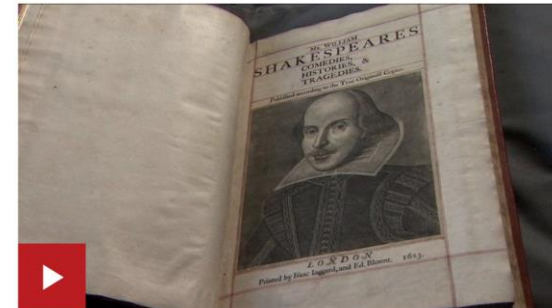 Mr. WILLIAM
SHAKESPEARES
COMEDIES,
HISTORIES, &
TRAGEDIES.
Published according to the True Originall Copies.
LONDON
Printed by Isaac Iaggard, and Ed. Blount. 1623.